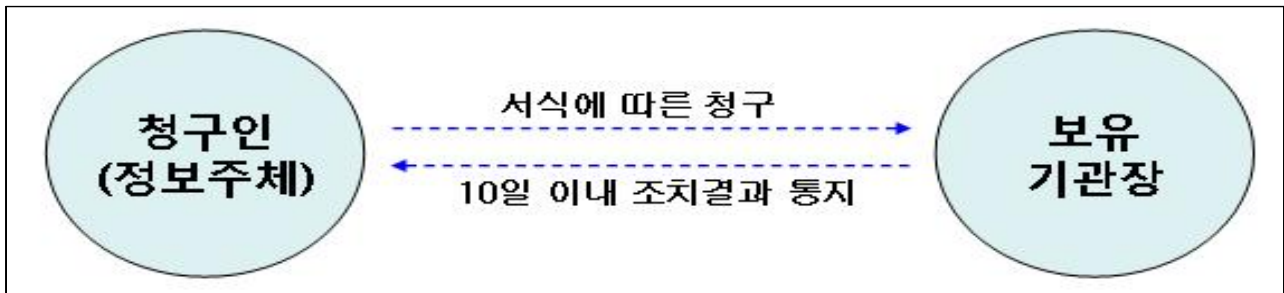 청구인
(정보주체)
서식에 따른 청구
10일 이내 조치결과 통지
보유
기관장